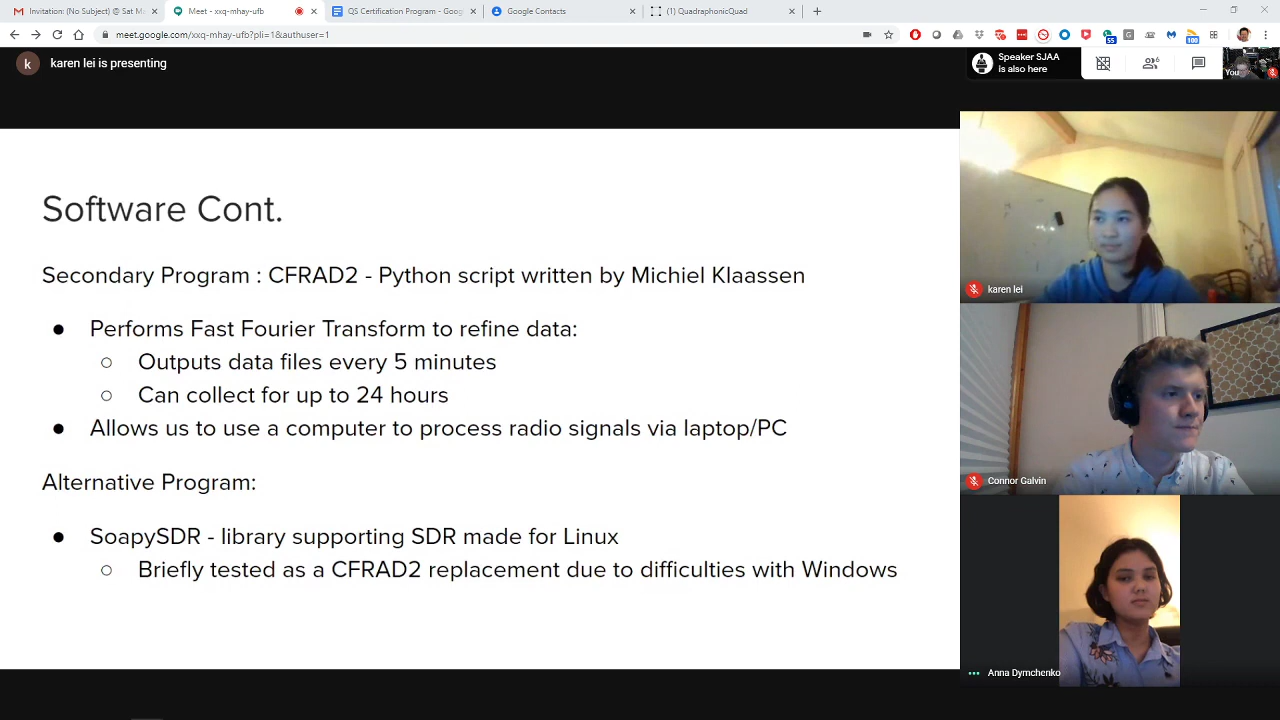 Invitation: (No Subject) @ Sat Ma
Meet - xxq-mhay-ufb
QS Certification Program - Goog
Google Contacts
(1) QuadraphonicQuad
meet.google.com/xxq-mhay-ufb?pli=1&authuser=1
55
100
k
karen lei is presenting
Speaker SJAA
is also here
6
You
Software Cont.
Secondary Program : CFRAD2 - Python script written by Michiel Klaassen
● Performs Fast Fourier Transform to refine data:
○ Outputs data files every 5 minutes
○ Can collect for up to 24 hours
● Allows us to use a computer to process radio signals via laptop/PC
Alternative Program:
● SoapySDR - library supporting SDR made for Linux
○ Briefly tested as a CFRAD2 replacement due to difficulties with Windows
karen lei
Connor Galvin
Anna Dymchenko